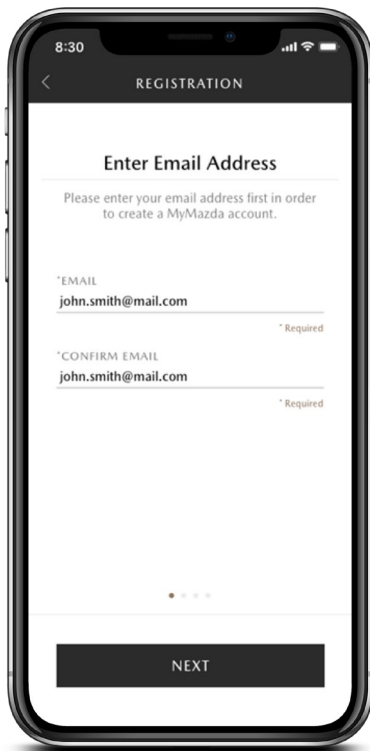 8:30
REGISTRATION
Enter Email Address
Please enter your email address first in order
to create a MyMazda account.
*EMAIL
john.smith@mail.com
* Required
*CONFIRM EMAIL
john.smith@mail.com
* Required
NEXT